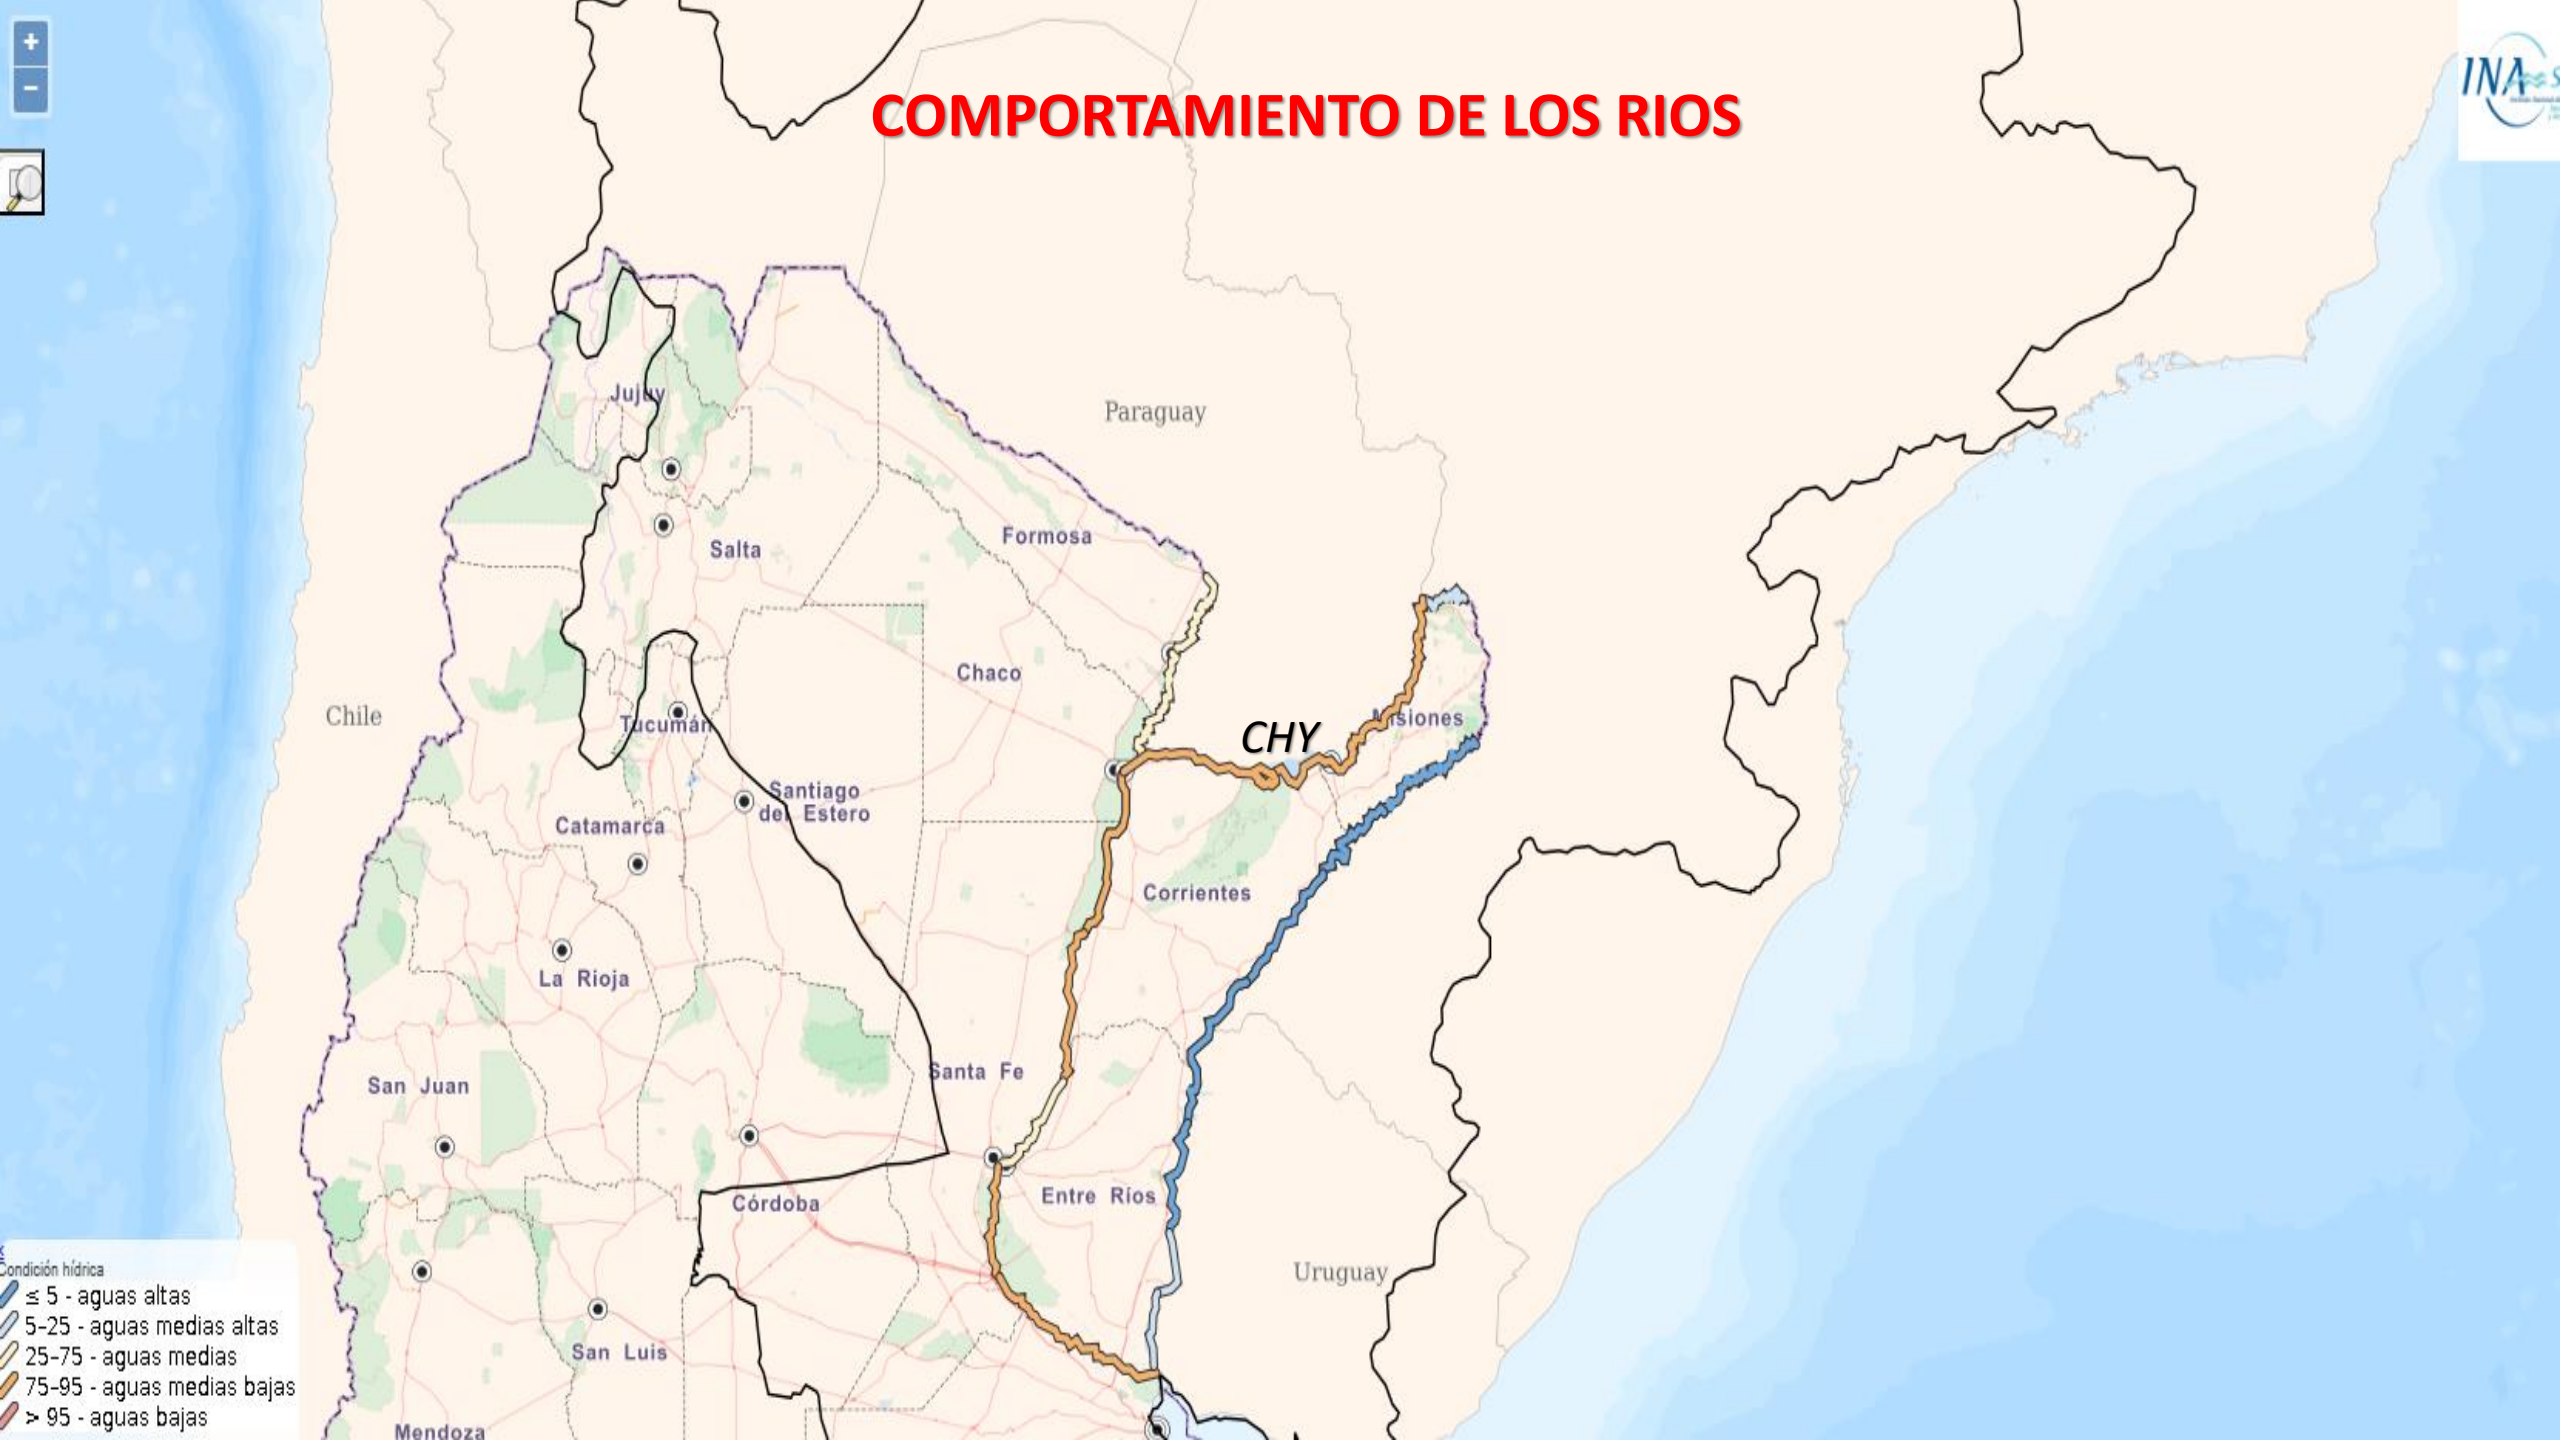 +
−
COMPORTAMIENTO DE LOS RIOS
INA
Jujuy
Paraguay
Formosa
Salta
Chaco
Chile
Tucumán
CHY
Misiones
Santiago
del Estero
Catamarca
Corrientes
La Rioja
Santa Fe
San Juan
Córdoba
Entre Ríos
Uruguay
San Luis
Mendoza
Condición hídrica
≤ 5 - aguas altas
5-25 - aguas medias altas
25-75 - aguas medias
75-95 - aguas medias bajas
> 95 - aguas bajas